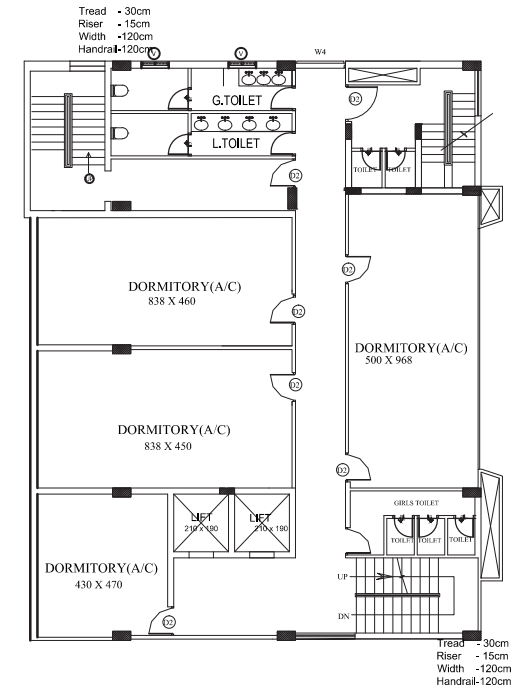 Tread - 30cm
Riser - 15cm
Width -120cm
Handrail-120cm
V
V
W4
G.TOILET
D2
L.TOILET
TOILET
TOILET
D2
DORMITORY(A/C)
838 X 460
D2
D2
DORMITORY(A/C)
500 X 968
D2
DORMITORY(A/C)
838 X 450
D2
GIRLS TOILET
LIFT
210 x 190
LIFT
210 x 190
TOILET
TOILET
TOILET
DORMITORY(A/C)
430 X 470
UP
DN
D2
Tread - 30cm
Riser - 15cm
Width -120cm
Handrail-120cm